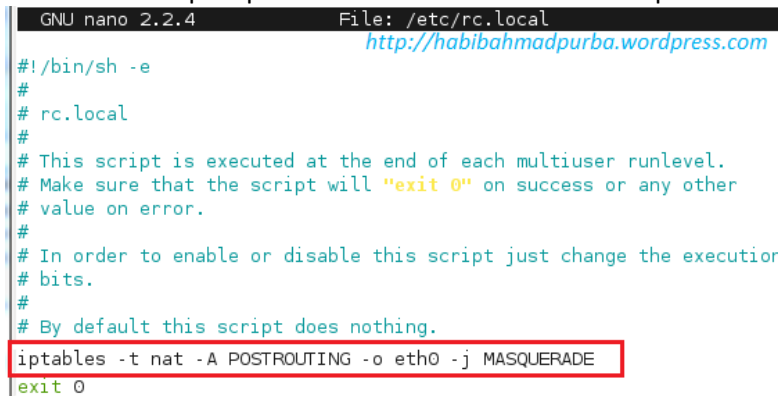 GNU nano 2.2.4 File: /etc/rc.local
http://habibahmadpurba.wordpress.com
#!/bin/sh -e
#
# rc.local
#
# This script is executed at the end of each multiuser runlevel.
# Make sure that the script will "exit 0" on success or any other
# value on error.
#
# In order to enable or disable this script just change the execution
# bits.
#
# By default this script does nothing.
iptables -t nat -A POSTROUTING -o eth0 -j MASQUERADE
exit 0